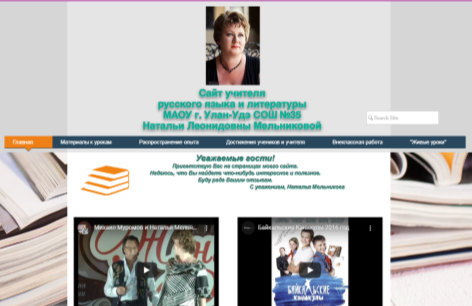 Сайт учителя
русского языка и литературы
МАОУ г. Улан-Удэ СОШ №35
Натальи Леонидовны Мельниковой
Search Site
Главная Материалы к урокам Распространение опыта Достижения учеников и учителя Внеклассная работа "Живые уроки"
Уважаемые гости!
Приветствую Вас на страницах моего сайта.
Надеюсь, что Вы найдете что-нибудь интересное и полезное.
Буду рада Вашим отзывам.
С уважением, Наталья Мельникова
Михаил Муромов и Наталья Мелен...
Байкальские Каникулы 2016 год
БАЙКАЛЬСКИЕ
каникулы